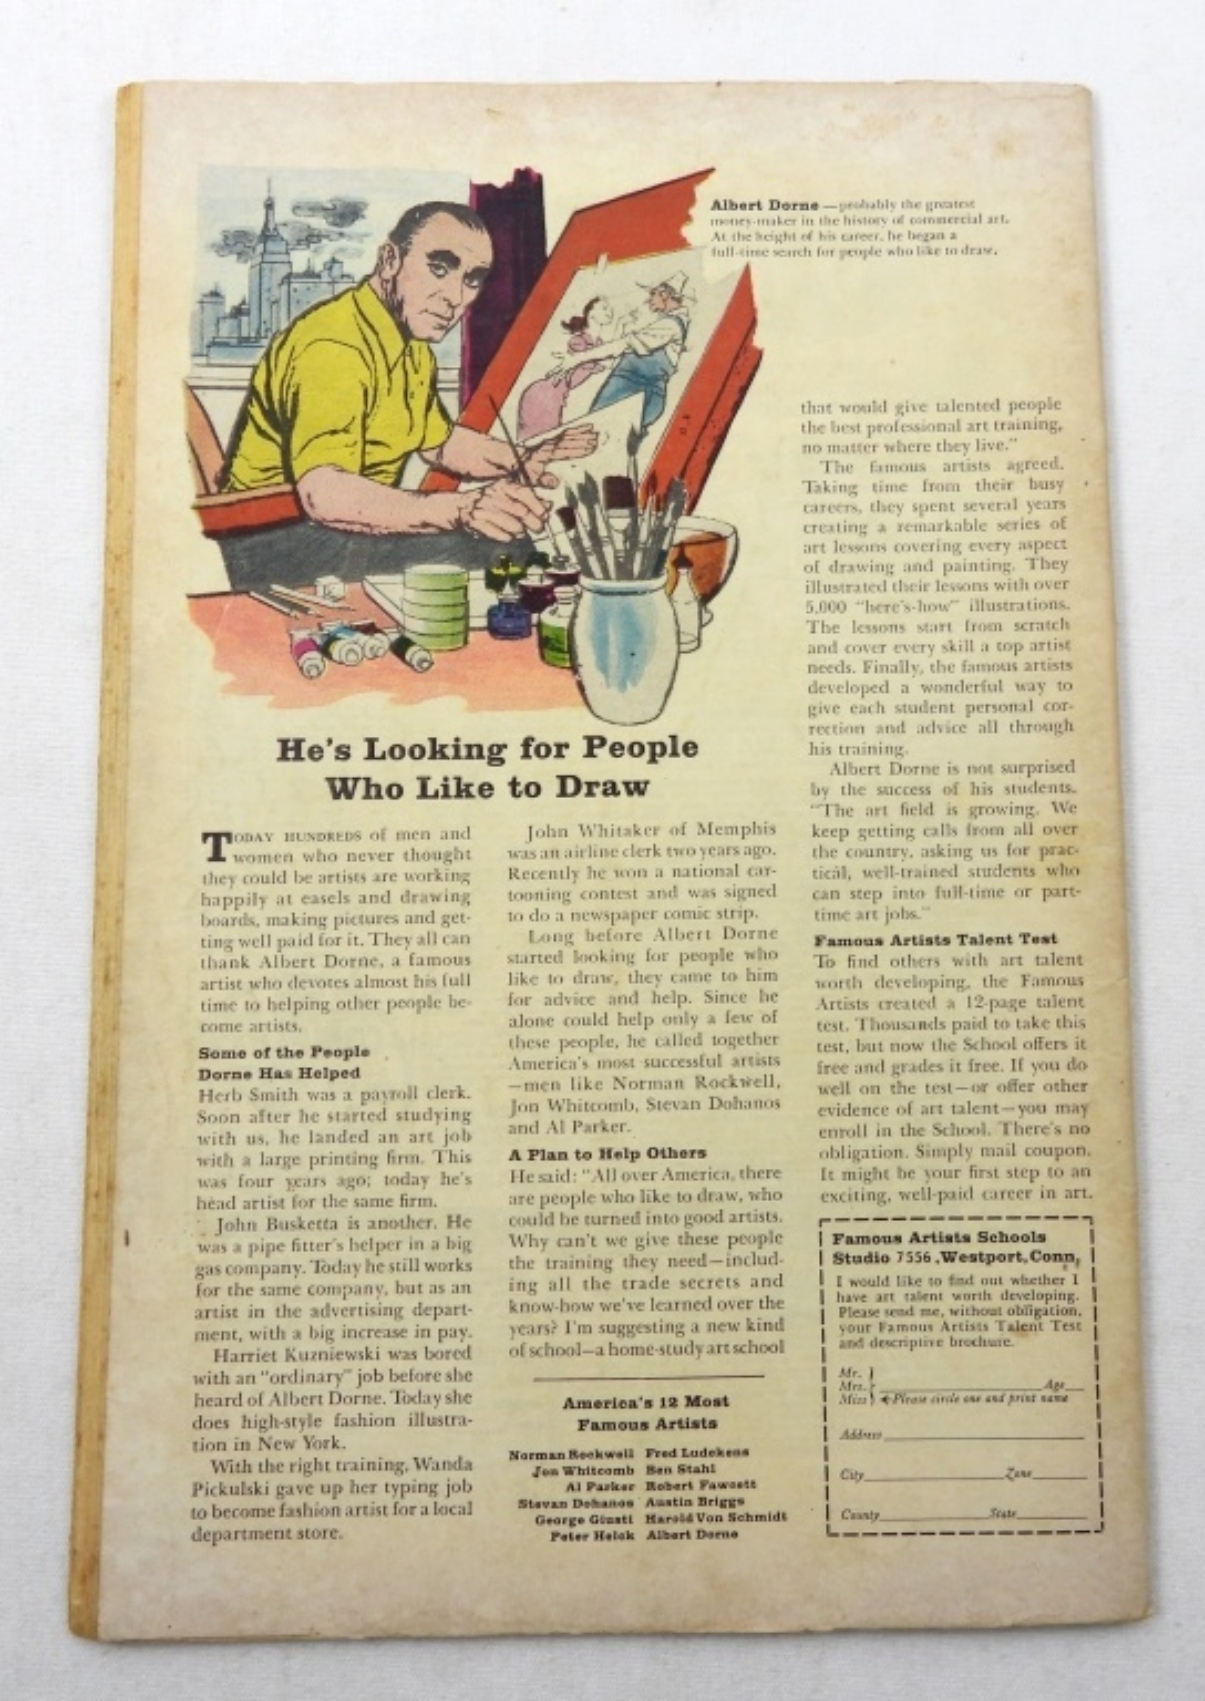 Albert Dorne — probably the greatest
money-maker in the history of commercial art.
At the height of his career, he began a
full-time search for people who like to draw.
He's Looking for People
Who Like to Draw
TODAY HUNDREDS of men and
women who never thought
they could be artists are working
happily at easels and drawing
boards, making pictures and get-
ting well paid for it. They all can
thank Albert Dorne, a famous
artist who devotes almost his full
time to helping other people be-
come artists.
Some of the People
Dorne Has Helped
Herb Smith was a payroll clerk.
Soon after he started studying
with us, he landed an art job
with a large printing firm. This
was four years ago; today he's
head artist for the same firm.
John Busketta is another. He
was a pipe fitter's helper in a big
gas company. Today he still works
for the same company, but as an
artist in the advertising depart-
ment, with a big increase in pay.
Harriet Kuzniewski was bored
with an "ordinary" job before she
heard of Albert Dorne. Today she
does high-style fashion illustra-
tion in New York.
With the right training, Wanda
Pickulski gave up her typing job
to become fashion artist for a local
department store.
John Whitaker of Memphis
was an airline clerk two years ago.
Recently he won a national car-
tooning contest and was signed
to do a newspaper comic strip.
Long before Albert Dorne
started looking for people who
like to draw, they came to him
for advice and help. Since he
alone could help only a few of
these people, he called together
America's most successful artists
—men like Norman Rockwell,
Jon Whitcomb, Stevan Dohanos
and Al Parker.
A Plan to Help Others
He said: "All over America, there
are people who like to draw, who
could be turned into good artists.
Why can't we give these people
the training they need—includ-
ing all the trade secrets and
know-how we've learned over the
years? I'm suggesting a new kind
of school—a home-study art school
that would give talented people
the best professional art training,
no matter where they live."
The famous artists agreed.
Taking time from their busy
careers, they spent several years
creating a remarkable series of
art lessons covering every aspect
of drawing and painting. They
illustrated their lessons with over
5,000 "here's-how" illustrations.
The lessons start from scratch
and cover every skill a top artist
needs. Finally, the famous artists
developed a wonderful way to
give each student personal cor-
rection and advice all through
his training.
Albert Dorne is not surprised
by the success of his students.
"The art field is growing. We
keep getting calls from all over
the country, asking us for prac-
tical, well-trained students who
can step into full-time or part-
time art jobs."
Famous Artists Talent Test
To find others with art talent
worth developing, the Famous
Artists created a 12-page talent
test. Thousands paid to take this
test, but now the School offers it
free and grades it free. If you do
well on the test—or offer other
evidence of art talent—you may
enroll in the School. There's no
obligation. Simply mail coupon.
It might be your first step to an
exciting, well-paid career in art.
America's 12 Most
Famous Artists
Norman Rockwell Fred Ludekens
Jon Whitcomb Ben Stahl
Al Parker Robert Fawcett
Stevan Dohanos Austin Briggs
George Giusti Harold Von Schmidt
Peter Helck Albert Dorne
Famous Artists Schools
Studio 7556, Westport, Conn.
I would like to find out whether I
have art talent worth developing.
Please send me, without obligation,
your Famous Artists Talent Test
and descriptive brochure.
Mr.
Mrs. Age
Miss Please circle one and print name
Address
City Zone
County State